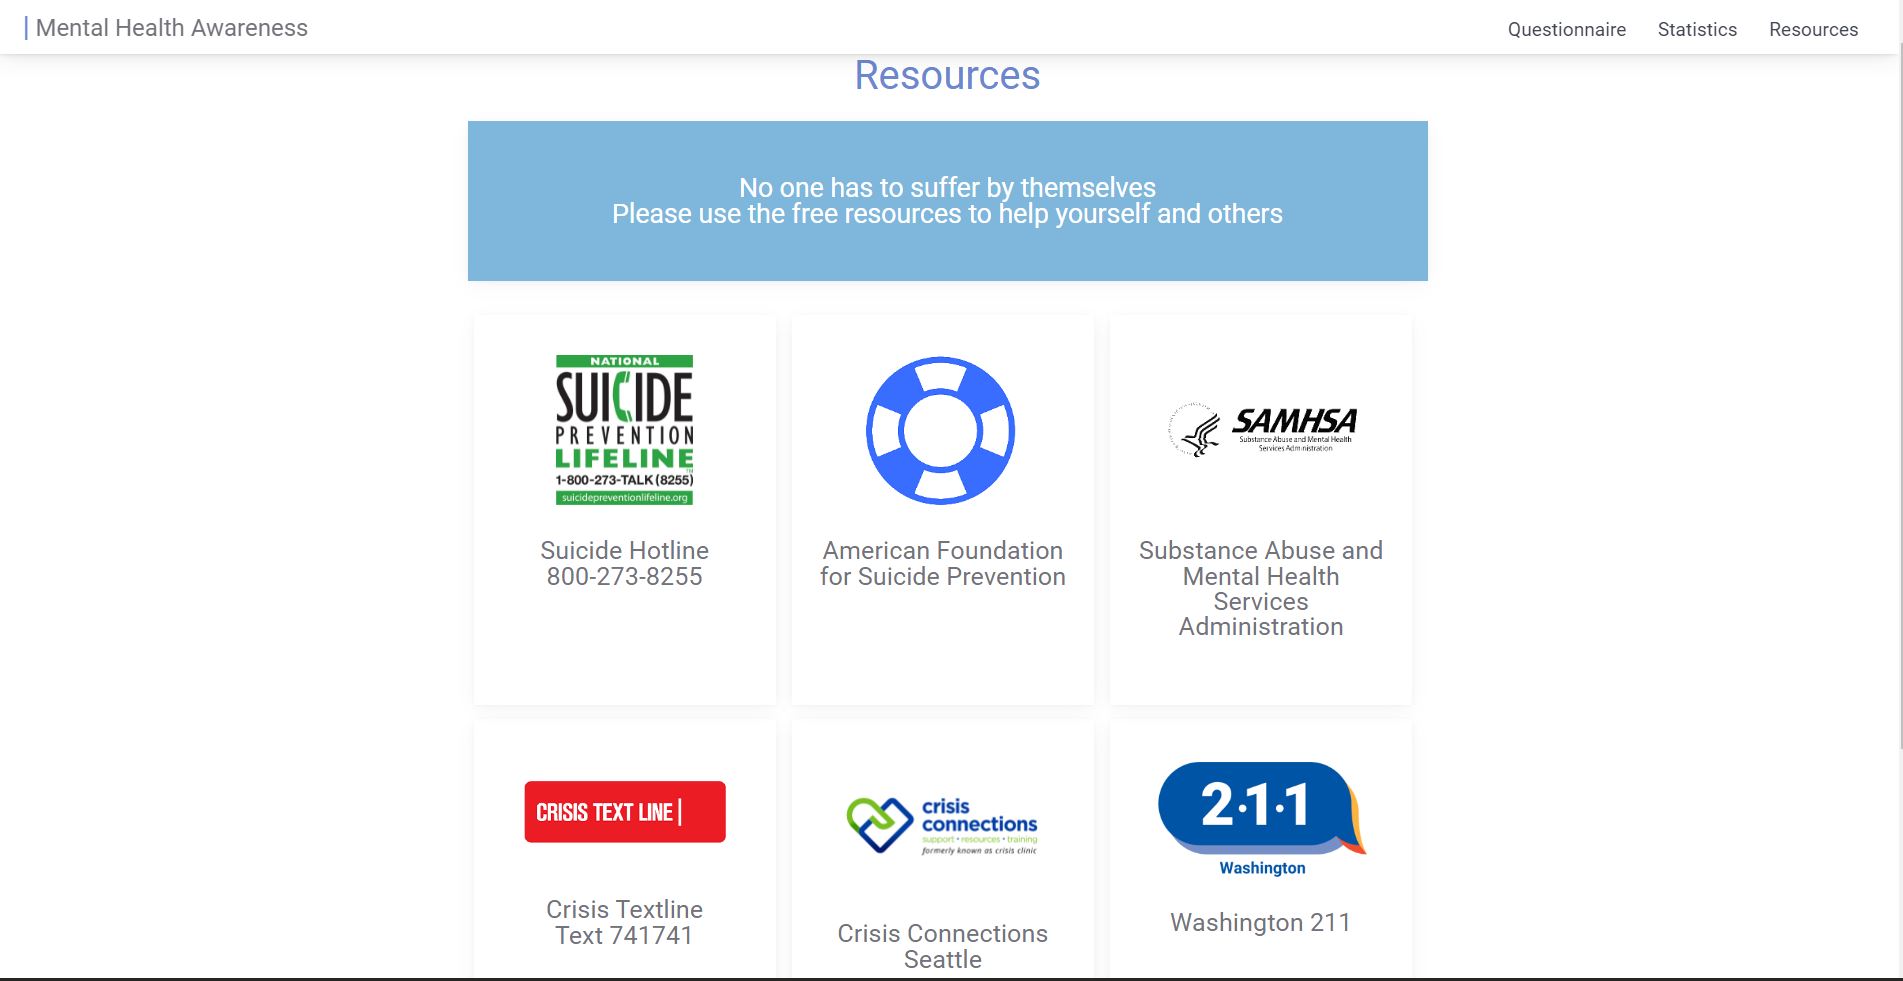 Mental Health Awareness
Questionnaire
Statistics
Resources
Resources
No one has to suffer by themselves
Please use the free resources to help yourself and others
NATIONAL
SUICIDE
PREVENTION
LIFELINE™
1-800-273-TALK (8255)
suicidepreventionlifeline.org
Suicide Hotline
800-273-8255
American Foundation
for Suicide Prevention
SAMHSA
Substance Abuse and Mental Health
Services Administration
Substance Abuse and
Mental Health
Services
Administration
CRISIS TEXT LINE |
Crisis Textline
Text 741741
crisis
connections
support • resources • training
formerly known as crisis clinic
Crisis Connections
Seattle
2·1·1
Washington
Washington 211